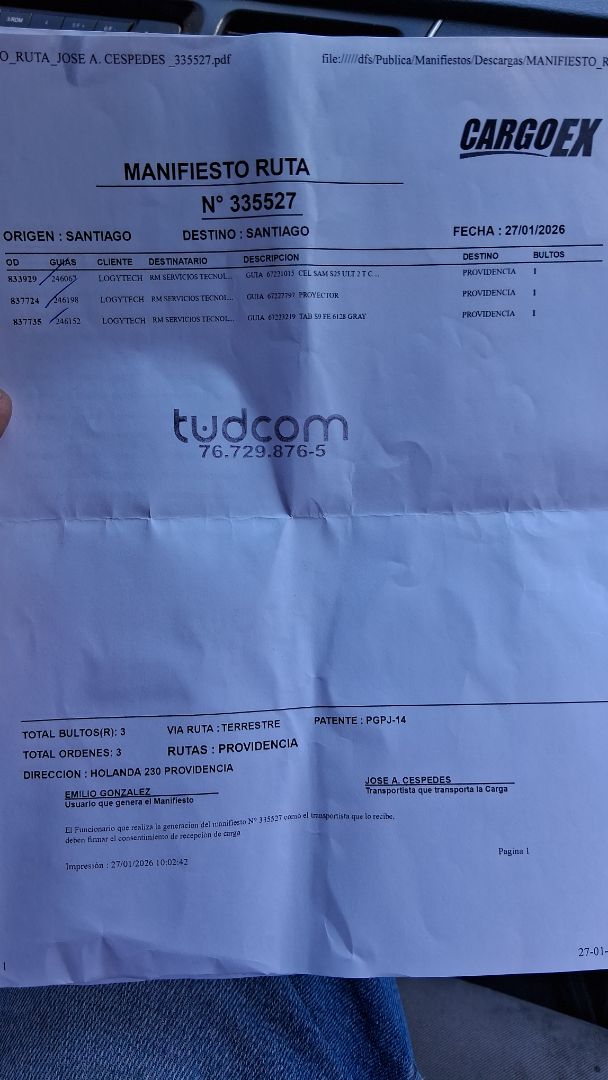 O_RUTA_JOSE A. CESPEDES _335527.pdf file://///dfs/Publica/Manifiestos/Descargas/MANIFIESTO_R
CARGOEX
MANIFIESTO RUTA
N° 335527
ORIGEN : SANTIAGO DESTINO : SANTIAGO FECHA : 27/01/2026
OD GUIAS CLIENTE DESTINATARIO DESCRIPCION DESTINO BULTOS
833929 246067 LOGYTECH RM SERVICIOS TECNOL... GUIA 67221015 CEL SAM S25 ULT 2 T C... PROVIDENCIA 1
837724 246198 LOGYTECH RM SERVICIOS TECNOL... GUIA 67227797 PROYECTOR PROVIDENCIA 1
837735 246152 LOGYTECH RM SERVICIOS TECNOL... GUIA 67223219 TAB S9 FE 6128 GRAY PROVIDENCIA 1
tudcom
76.729.876-5
TOTAL BULTOS(R): 3 VIA RUTA : TERRESTRE PATENTE : PGPJ-14
TOTAL ORDENES: 3 RUTAS : PROVIDENCIA
DIRECCION : HOLANDA 230 PROVIDENCIA
EMILIO GONZALEZ JOSE A. CESPEDES
Usuario que genera el Manifiesto Transportista que transporta la Carga
El Funcionario que realiza la generacion del manifiesto N° 335527 como el transportista que lo recibe,
deben firmar el consentimiento de recepcion de carga
Impresión : 27/01/2026 10:02:42 Pagina 1
1 27-01-